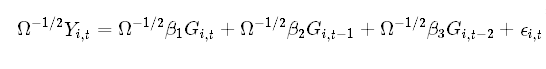 Ω^{-1/2}Y_{i,t} = Ω^{-1/2}β_1G_{i,t} + Ω^{-1/2}β_2G_{i,t-1} + Ω^{-1/2}β_3G_{i,t-2} + ϵ_{i,t}